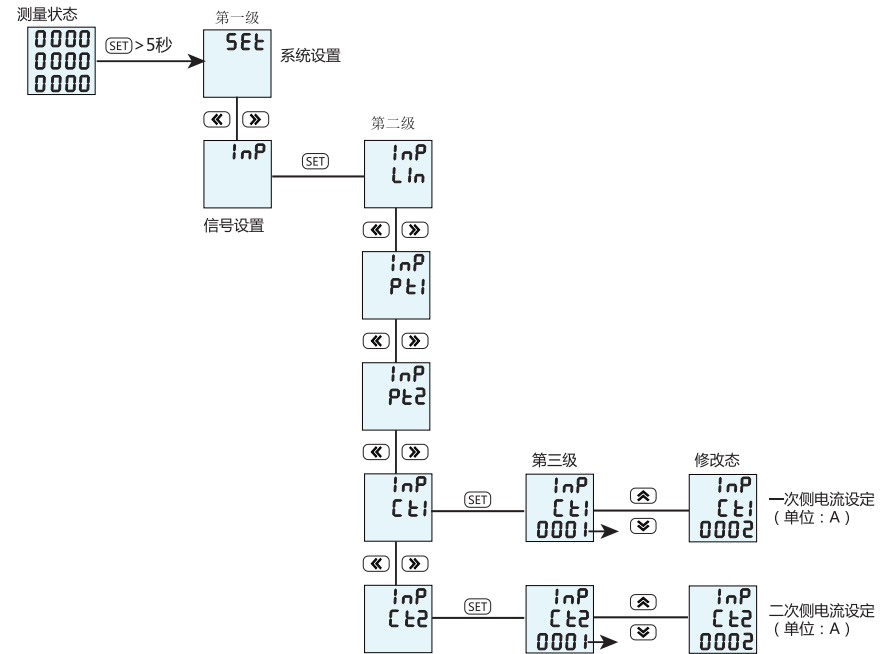 测量状态
0000
0000
0000
SET >5秒
第一级
SEt
系统设置
InP
信号设置
SET
第二级
InP
LIn
InP
Pt1
InP
Pt2
InP
Ct1
SET
第三级
InP
Ct1
0001
修改态
InP
Ct1
0002
一次侧电流设定
(单位:A)
InP
Ct2
SET
InP
Ct2
0001
InP
Ct2
0002
二次侧电流设定
(单位:A)